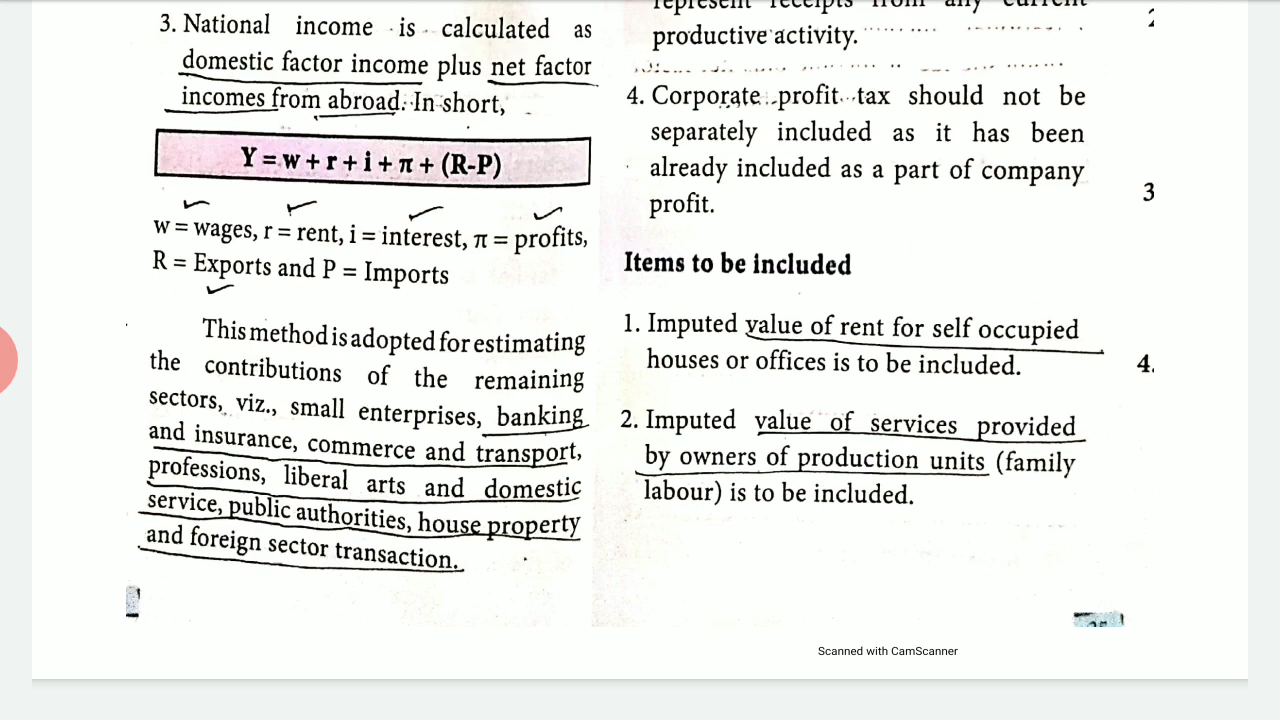 3. National income is calculated as
domestic factor income plus net factor
incomes from abroad. In short,
Y = w + r + i + π + (R-P)
w = wages, r = rent, i = interest, π = profits,
R = Exports and P = Imports
This method is adopted for estimating
the contributions of the remaining
sectors, viz., small enterprises, banking
and insurance, commerce and transport,
professions, liberal arts and domestic
service, public authorities, house property
and foreign sector transaction.
represent receipts from any current
productive activity.
4. Corporate profit tax should not be
separately included as it has been
already included as a part of company
profit.
Items to be included
1. Imputed value of rent for self occupied
houses or offices is to be included.
2. Imputed value of services provided
by owners of production units (family
labour) is to be included.
3
4.
Scanned with CamScanner